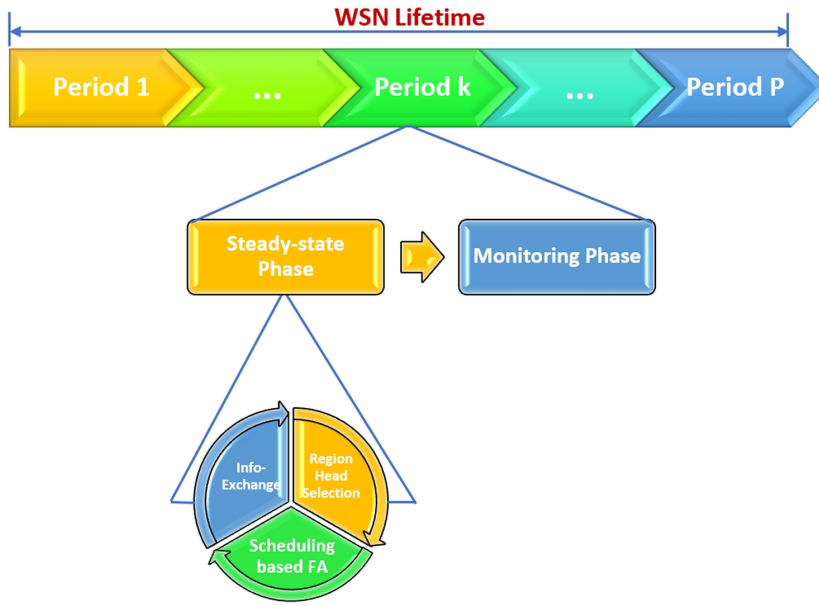 WSN Lifetime
Period 1
...
Period k
...
Period P
Steady-state
Phase
Monitoring Phase
Info-
Exchange
Region
Head
Selection
Scheduling
based FA